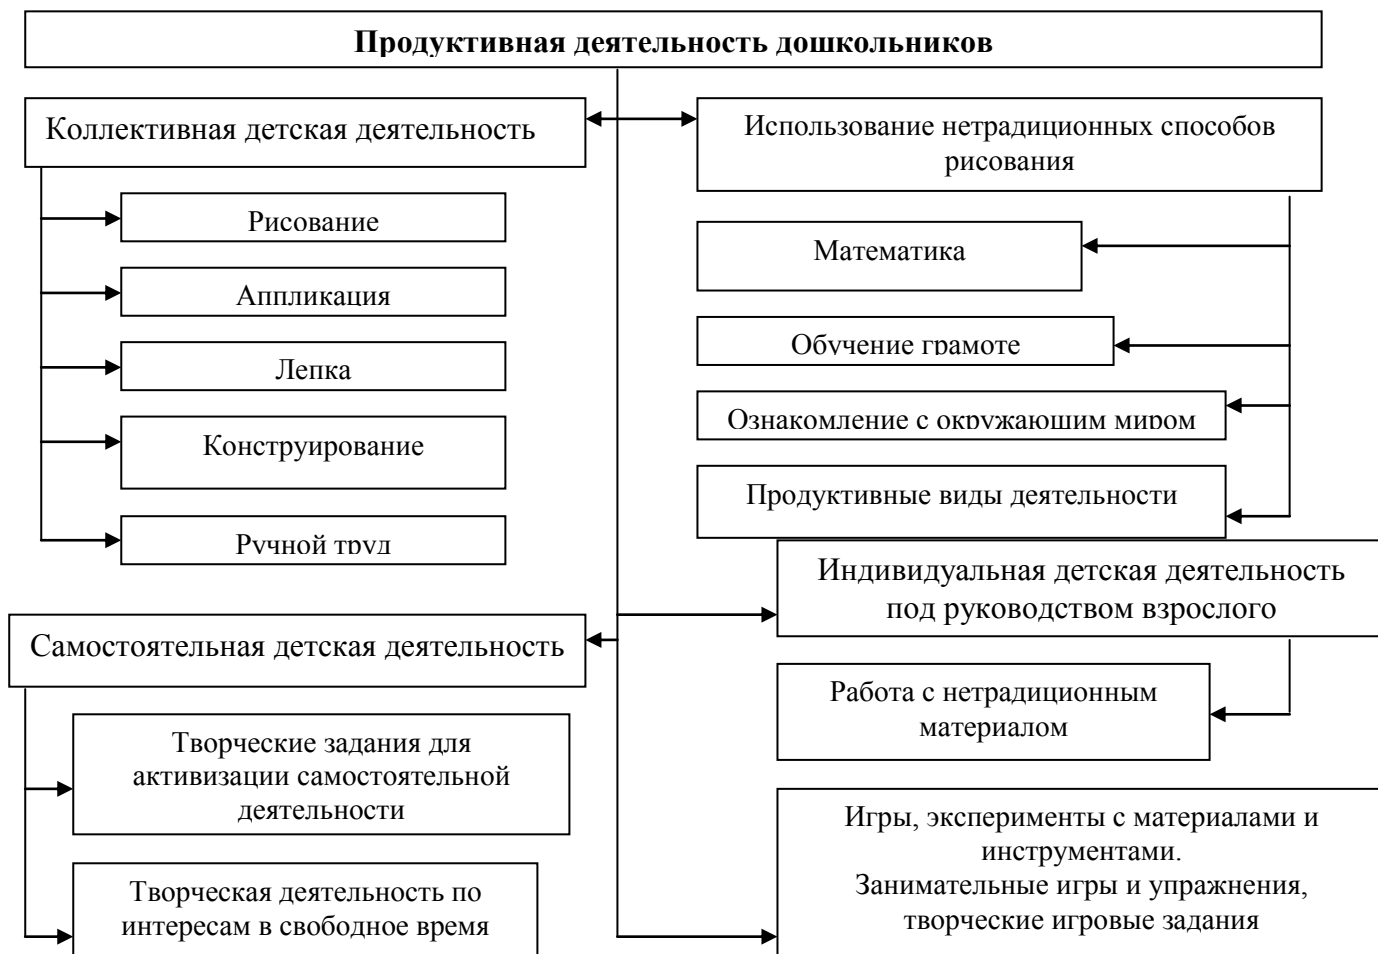 Продуктивная деятельность дошкольников
Коллективная детская деятельность
Рисование
Аппликация
Лепка
Конструирование
Ручной труд
Использование нетрадиционных способов
рисования
Математика
Обучение грамоте
Ознакомление с окружающим миром
Продуктивные виды деятельности
Самостоятельная детская деятельность
Творческие задания для
активизации самостоятельной
деятельности
Творческая деятельность по
интересам в свободное время
Индивидуальная детская деятельность
под руководством взрослого
Работа с нетрадиционным
материалом
Игры, эксперименты с материалами и
инструментами.
Занимательные игры и упражнения,
творческие игровые задания